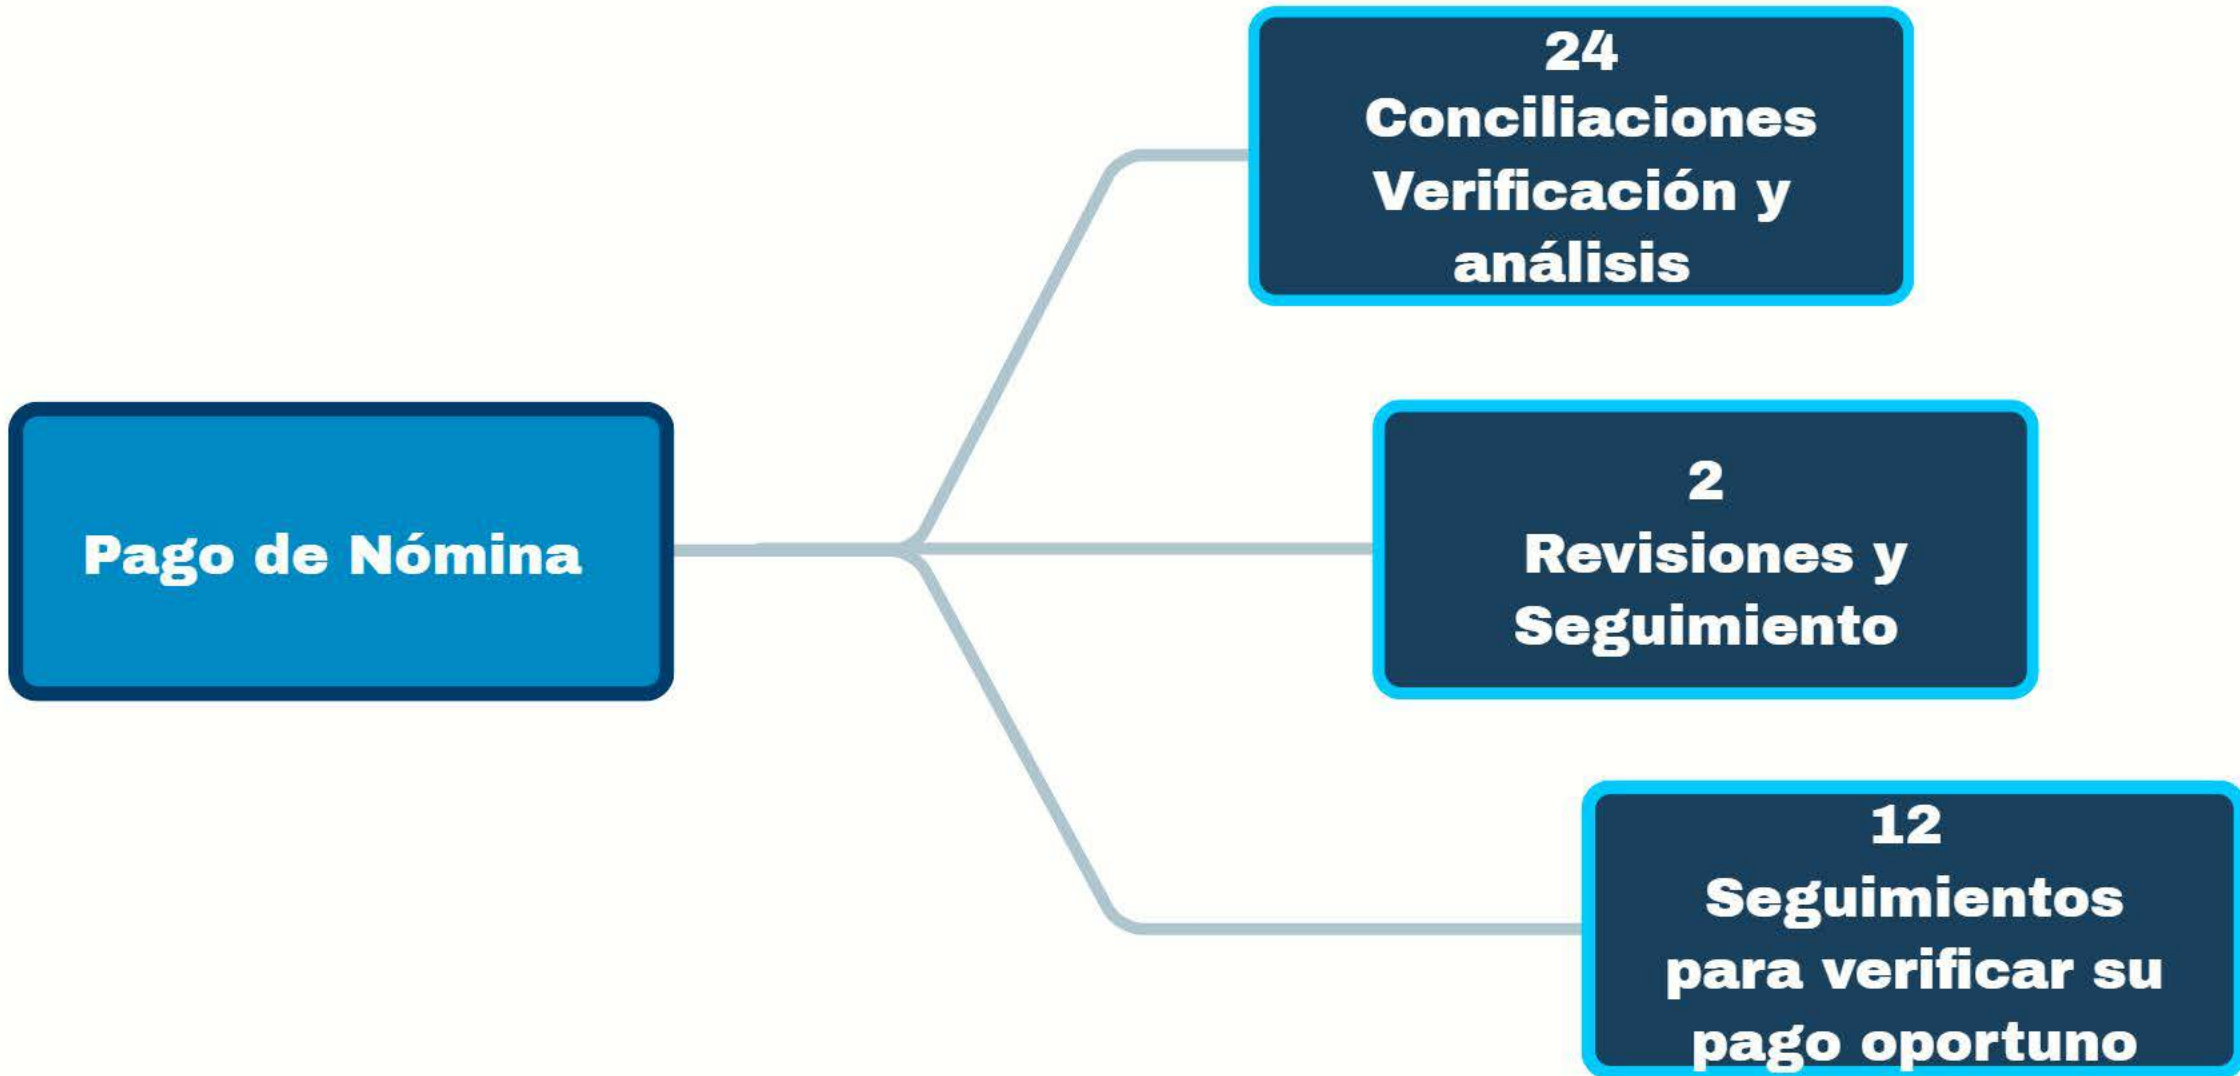 Pago de Nómina
24
Conciliaciones
Verificación y
análisis
2
Revisiones y
Seguimiento
12
Seguimientos
para verificar su
pago oportuno